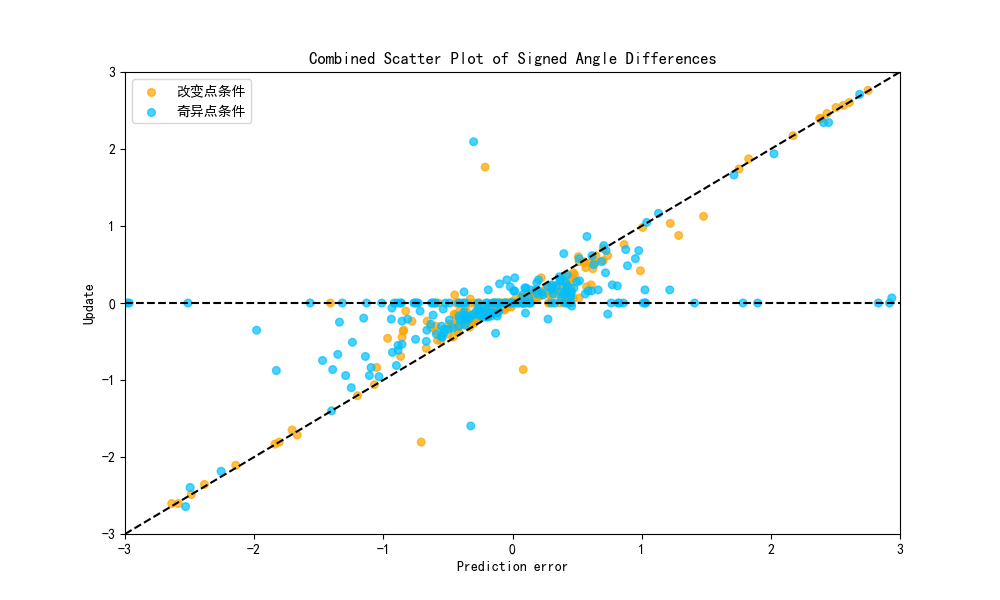 Combined Scatter Plot of Signed Angle Differences
改变点条件
奇异点条件
3
2
1
0
−1
−2
−3
Update
−3
−2
−1
0
1
2
3
Prediction error